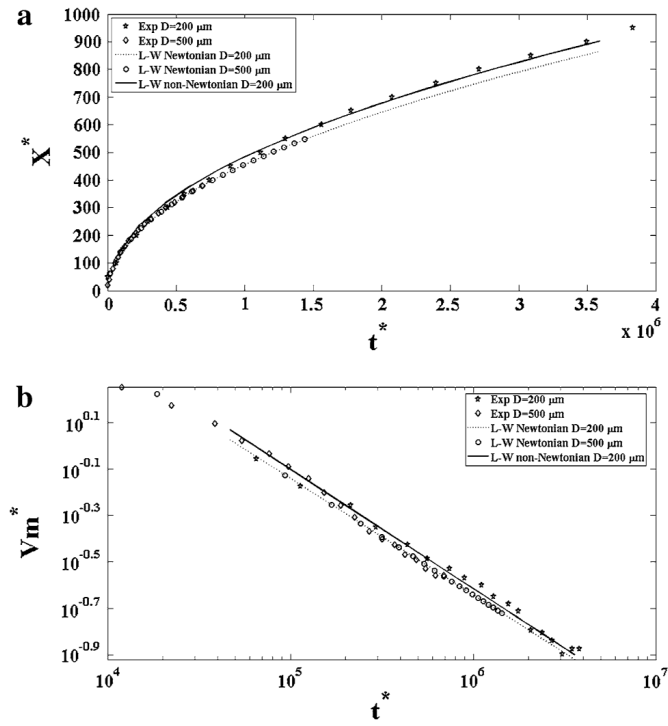 a
1000
900
800
700
600
500
400
300
200
100
0
X*
Exp D=200 μm
Exp D=500 μm
L-W Newtonian D=200 μm
L-W Newtonian D=500 μm
L-W non-Newtonian D=200 μm
0 0.5 1 1.5 2 2.5 3 3.5 4
x 10^6
t*
b
10^0.1
10^-0.1
10^-0.3
10^-0.5
10^-0.7
10^-0.9
Vm*
Exp D=200 μm
Exp D=500 μm
L-W Newtonian D=200 μm
L-W Newtonian D=500 μm
L-W non-Newtonian D=200 μm
10^4 10^5 10^6 10^7
t*